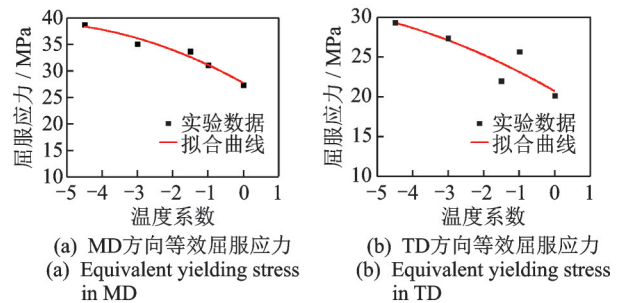 屈服应力 / MPa
40
35
30
25
20
15
10
10
−5 −4 −3 −2 −1 0 1
温度系数
实验数据
拟合曲线
(a) MD方向等效屈服应力
(a) Equivalent yielding stress
in MD
屈服应力 / MPa
30
25
20
15
10
−5 −4 −3 −2 −1 0 1
温度系数
实验数据
拟合曲线
(b) TD方向等效屈服应力
(b) Equivalent yielding stress
in TD